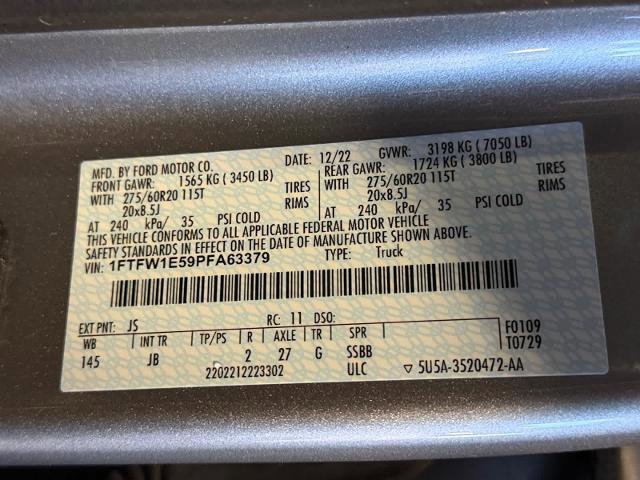 MFD. BY FORD MOTOR CO.
DATE: 12/22 GVWR: 3198 KG ( 7050 LB)
FRONT GAWR: 1565 KG ( 3450 LB) REAR GAWR: 1724 KG ( 3800 LB)
WITH 275/60R20 115T TIRES WITH 275/60R20 115T TIRES
20x8.5J RIMS 20x8.5J RIMS
AT 240 kPa/ 35 PSI COLD AT 240 kPa/ 35 PSI COLD
THIS VEHICLE CONFORMS TO ALL APPLICABLE FEDERAL MOTOR VEHICLE
SAFETY STANDARDS IN EFFECT ON THE DATE OF MANUFACTURE SHOWN ABOVE.
VIN: 1FTFW1E59PFA63379 TYPE: Truck
EXT PNT: JS RC: 11 DSO: F0109
WB INT TR TP/PS R AXLE TR SPR T0729
145 JB 2 27 G SSBB
2202212223302 ULC ▽ 5U5A-3520472-AA